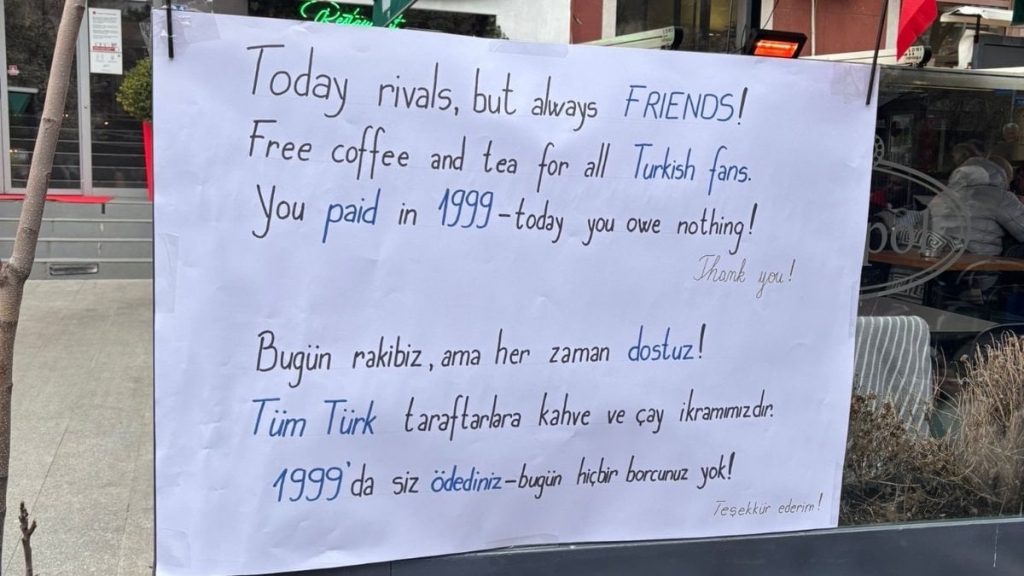 Restaurant
Today rivals, but always FRIENDS!
Free coffee and tea for all Turkish fans.
You paid in 1999-today you owe nothing!
Thank you!
Bugün rakibiz, ama her zaman dostuz!
Tüm Türk taraftarlara kahve ve çay ikramımızdır.
1999'da siz ödediniz-bugün hiçbir borcunuz yok!
Teşekkür ederim!